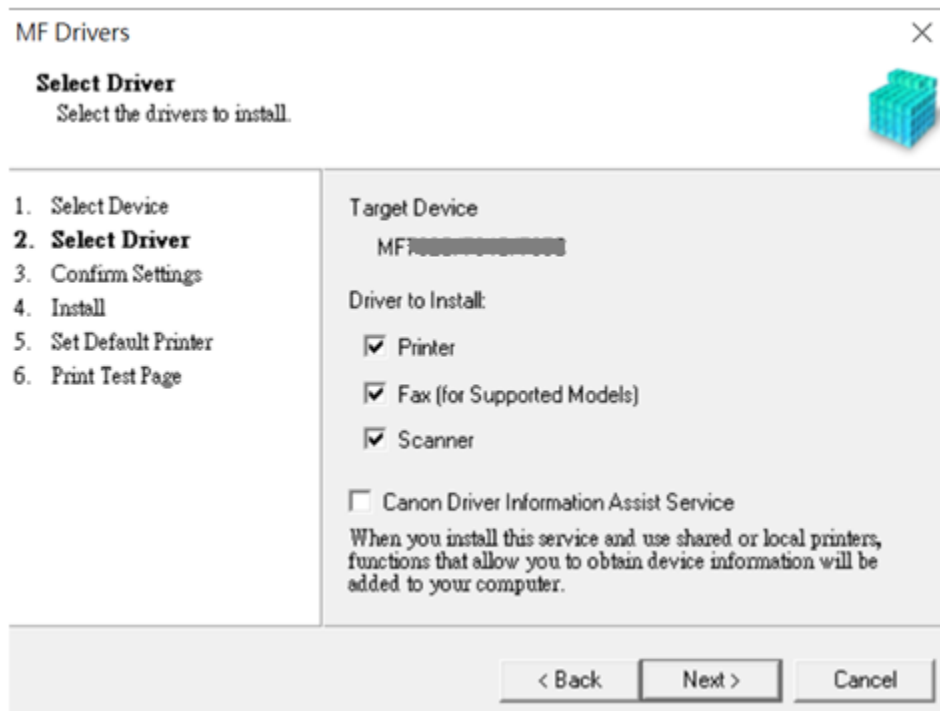 MF Drivers
Select Driver
Select the drivers to install.
1. Select Device
2. Select Driver
3. Confirm Settings
4. Install
5. Set Default Printer
6. Print Test Page
Target Device
Driver to Install:
Printer
Fax (for Supported Models)
Scanner
Canon Driver Information Assist Service
When you install this service and use shared or local printers,
functions that allow you to obtain device information will be
added to your computer.
< Back
Next >
Cancel